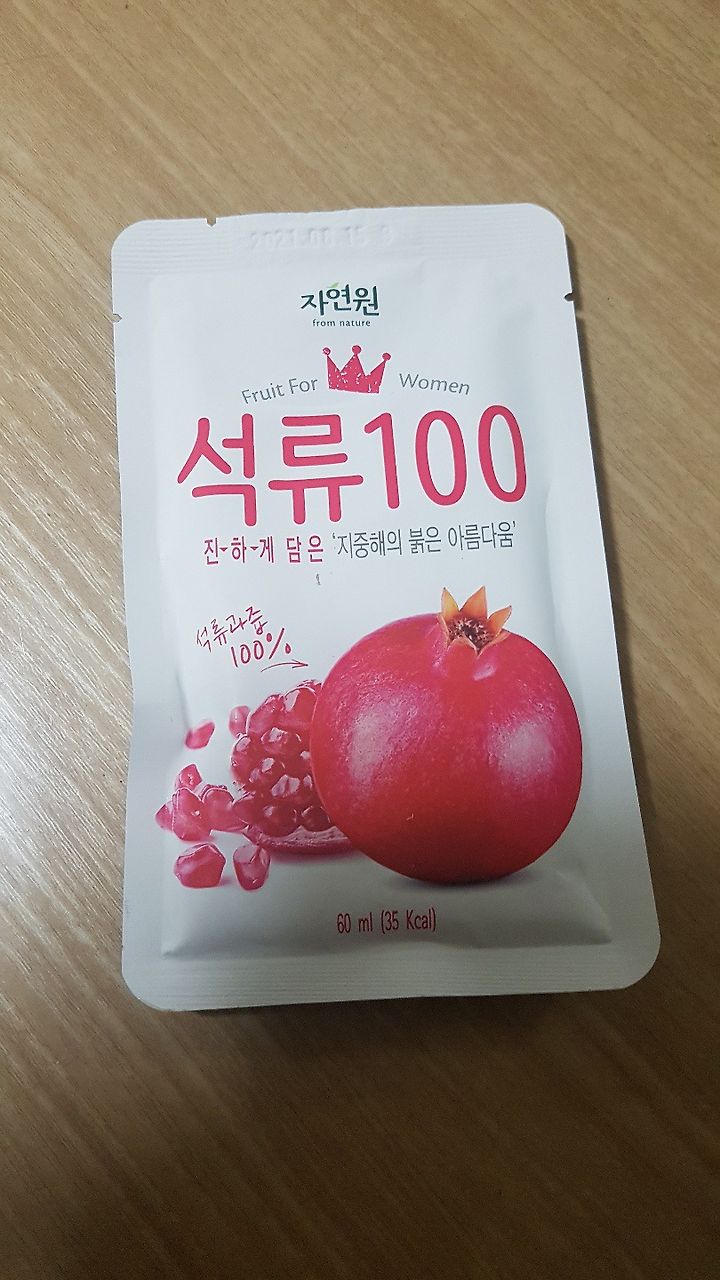 자연원
from nature
Fruit For Women
석류100
진-하-게 담은 '지중해의 붉은 아름다움'
석류과즙
100%
60 ml (35 Kcal)